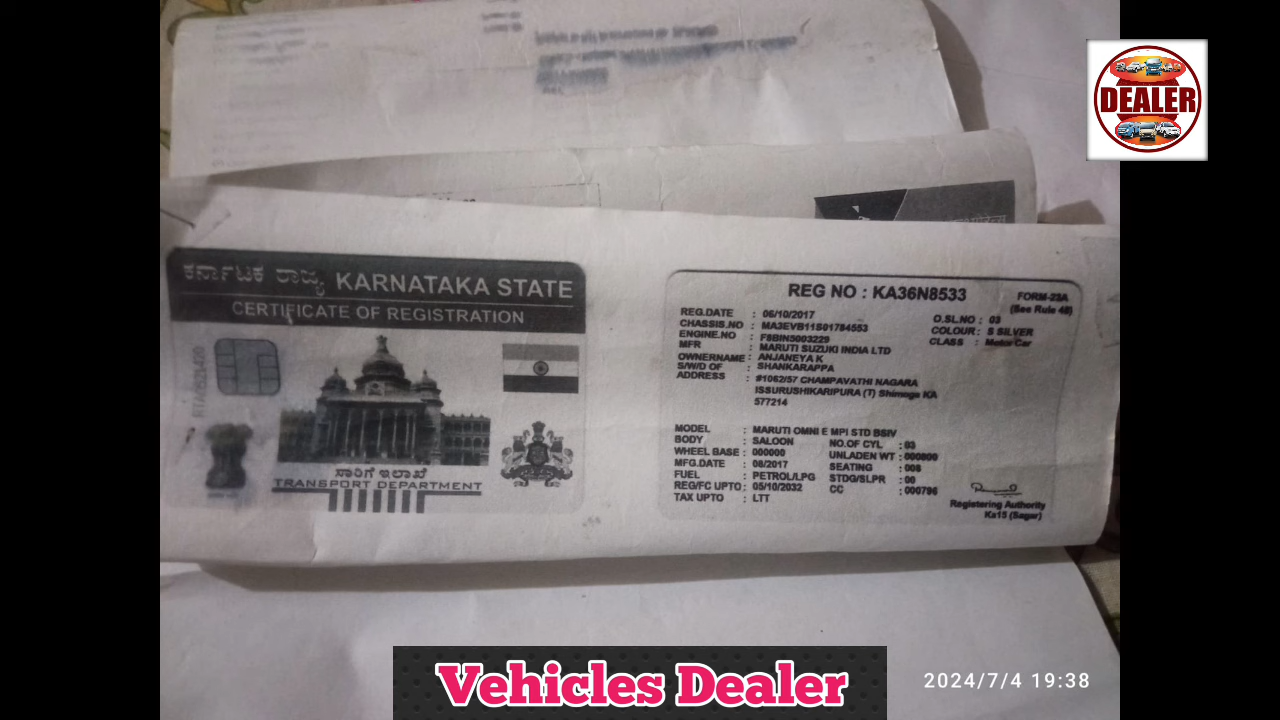 DEALER
ಕರ್ನಾಟಕ ರಾಜ್ಯ KARNATAKA STATE
CERTIFICATE OF REGISTRATION
ಸಾರಿಗೆ ಇಲಾಖೆ
TRANSPORT DEPARTMENT
REG NO : KA36N8533
FORM-23A
(See Rule 48)
REG.DATE : 06/10/2017
O.SL.NO : 03
CHASSIS.NO : MA3EVB11S01784553
COLOUR : S SILVER
ENGINE.NO : F8BIN5003229
CLASS : Motor Car
MFR : MARUTI SUZUKI INDIA LTD
OWNERNAME : ANJANEYA K
S/W/D OF : SHANKARAPPA
ADDRESS : #1062/57 CHAMPAVATHI NAGARA
ISSURUSHIKARIPURA (T) Shimoga KA
577214
MODEL : MARUTI OMNI E MPI STD BSIV
BODY : SALOON NO.OF CYL : 03
WHEEL BASE : 000000 UNLADEN WT : 000800
MFG.DATE : 08/2017 SEATING : 008
FUEL : PETROL/LPG STDG/SLPR : 00
REG/FC UPTO : 05/10/2032 CC : 000796
TAX UPTO : LTT
Registering Authority
Ka15 (Sagar)
Vehicles Dealer
2024/7/4 19:38